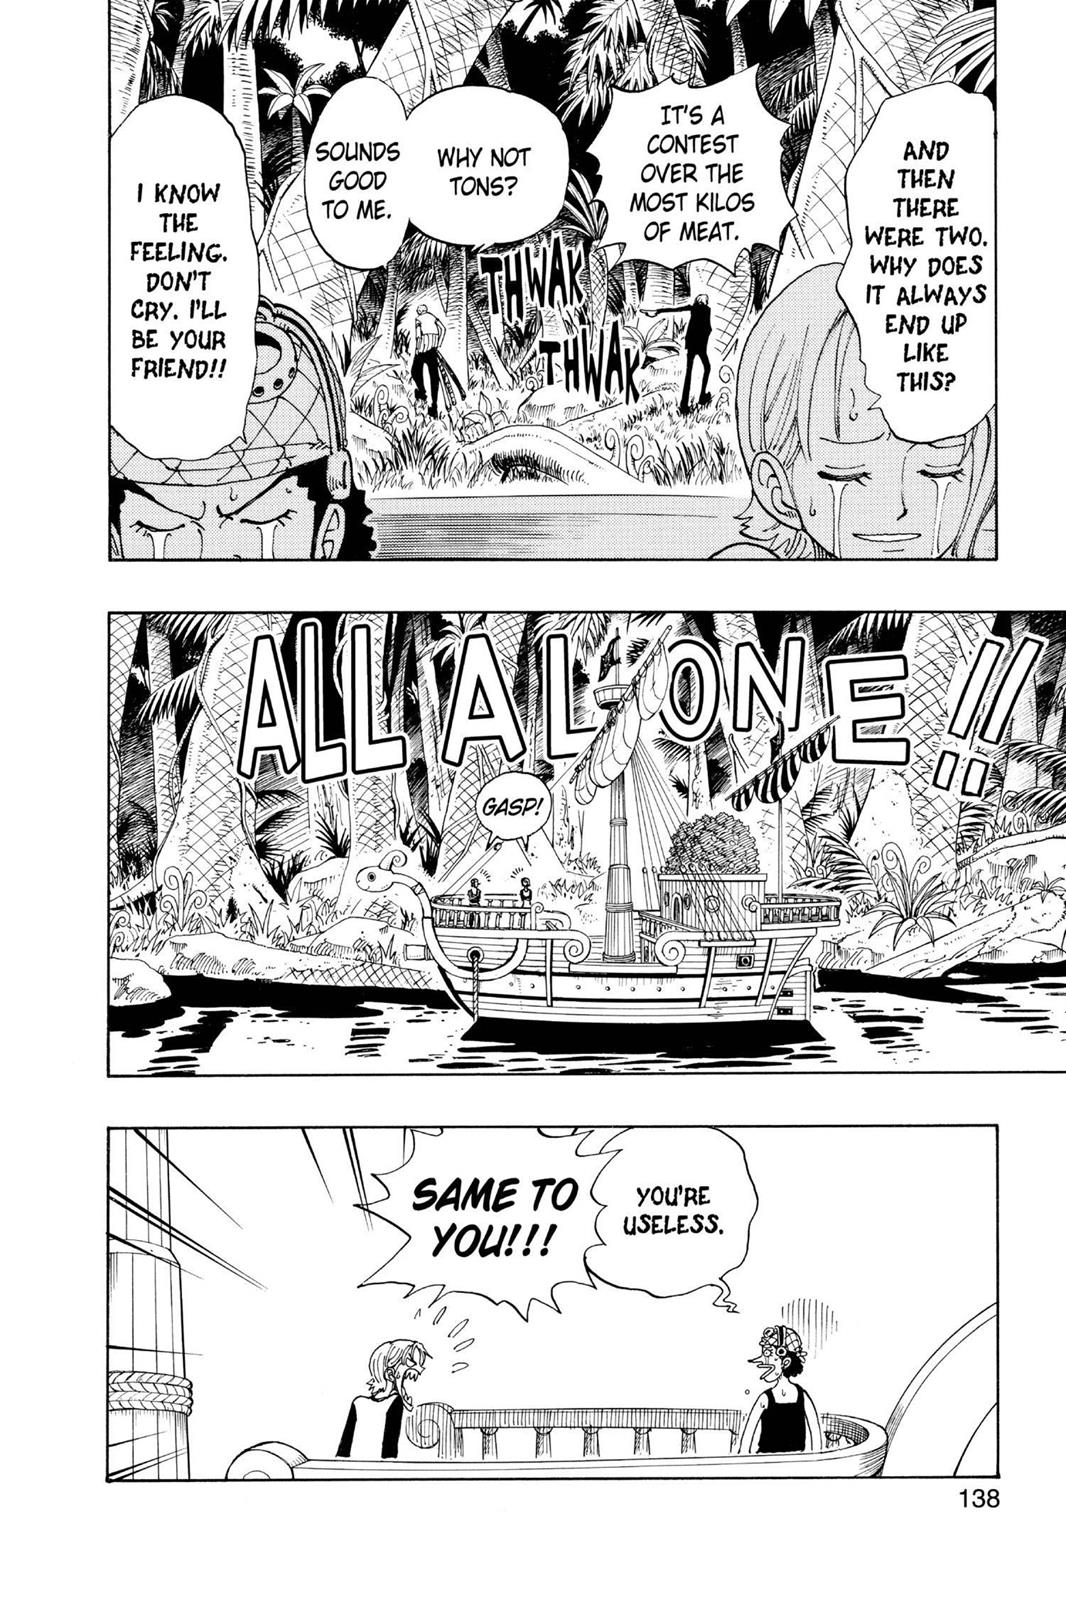 AND
THEN
THERE
WERE TWO.
WHY DOES
IT ALWAYS
END UP
LIKE
THIS?
IT'S A
CONTEST
OVER THE
MOST KILOS
OF MEAT.
WHY NOT
TONS?
SOUNDS
GOOD
TO ME.
THWAK
THWAK
I KNOW
THE
FEELING.
DON'T
CRY. I'LL
BE YOUR
FRIEND!!
ALL ALONE!!
GASP!
YOU'RE
USELESS.
SAME TO
YOU!!!
138